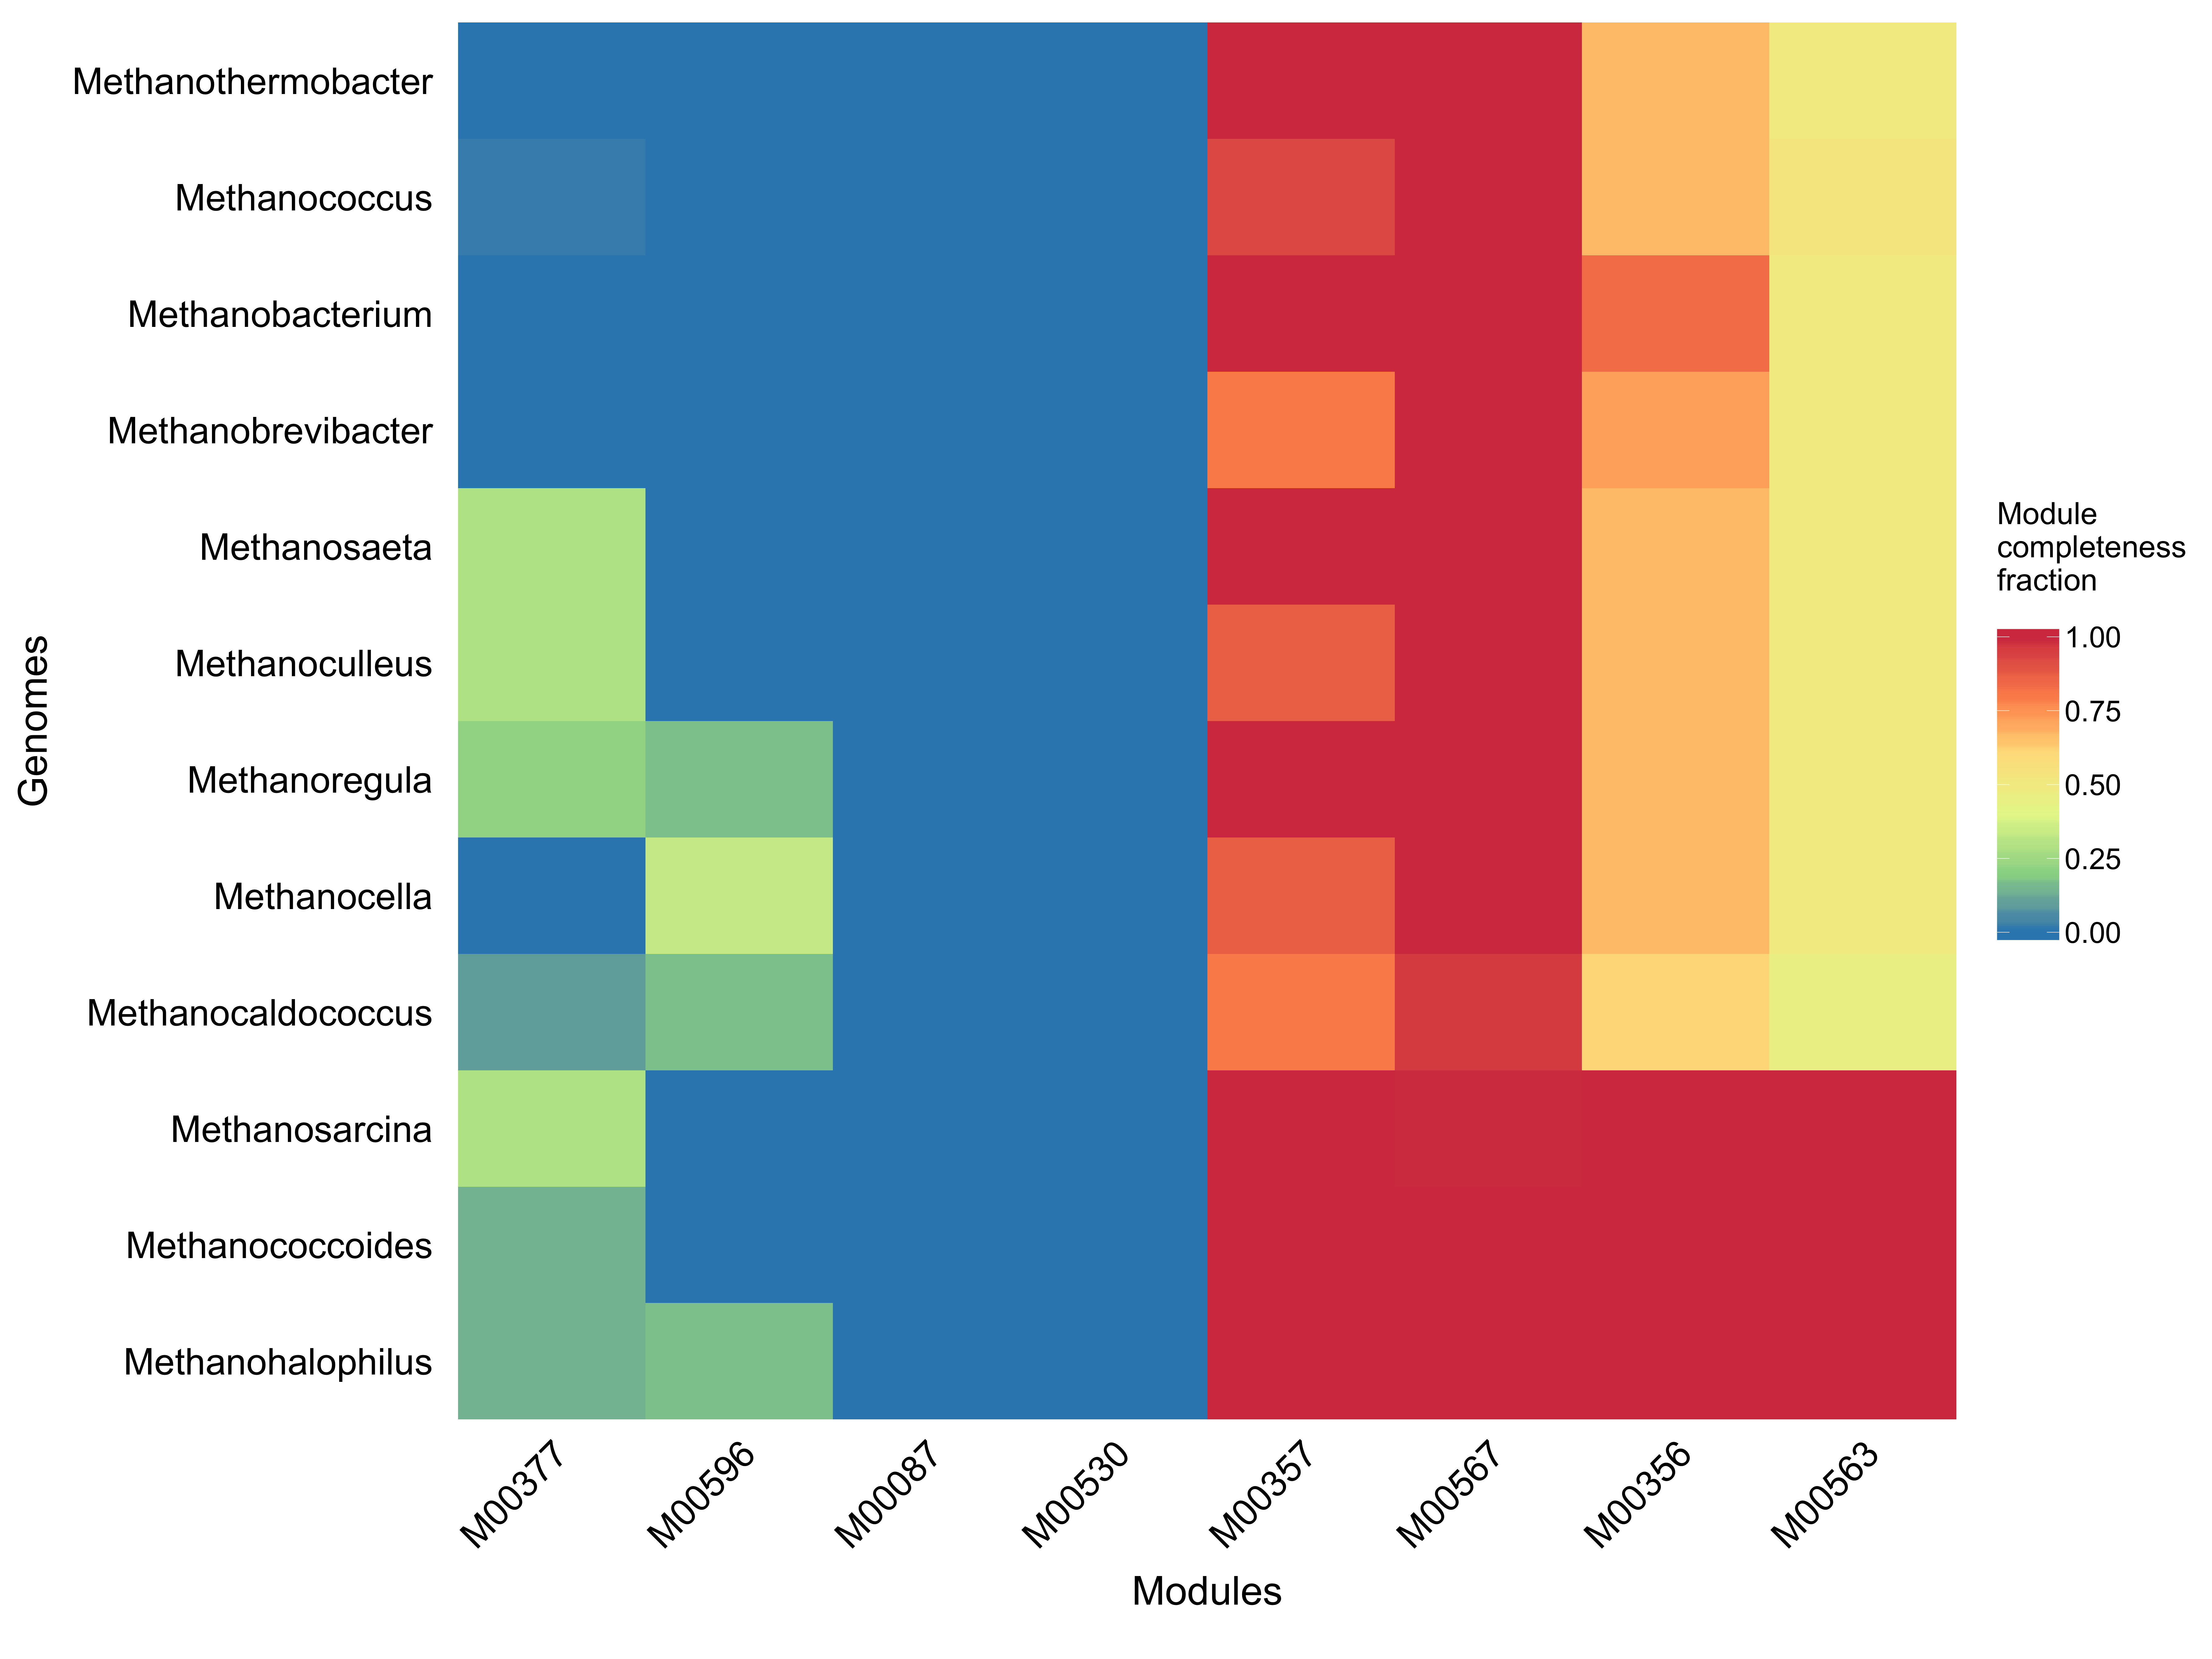 Genomes
Methanothermobacter
Methanococcus
Methanobacterium
Methanobrevibacter
Methanosaeta
Methanoculleus
Methanoregula
Methanocella
Methanocaldococcus
Methanosarcina
Methanococcoides
Methanohalophilus
M00377
M00596
M00087
M00530
M00357
M00567
M00356
M00563
Modules
Module
completeness
fraction
1.00
0.75
0.50
0.25
0.00